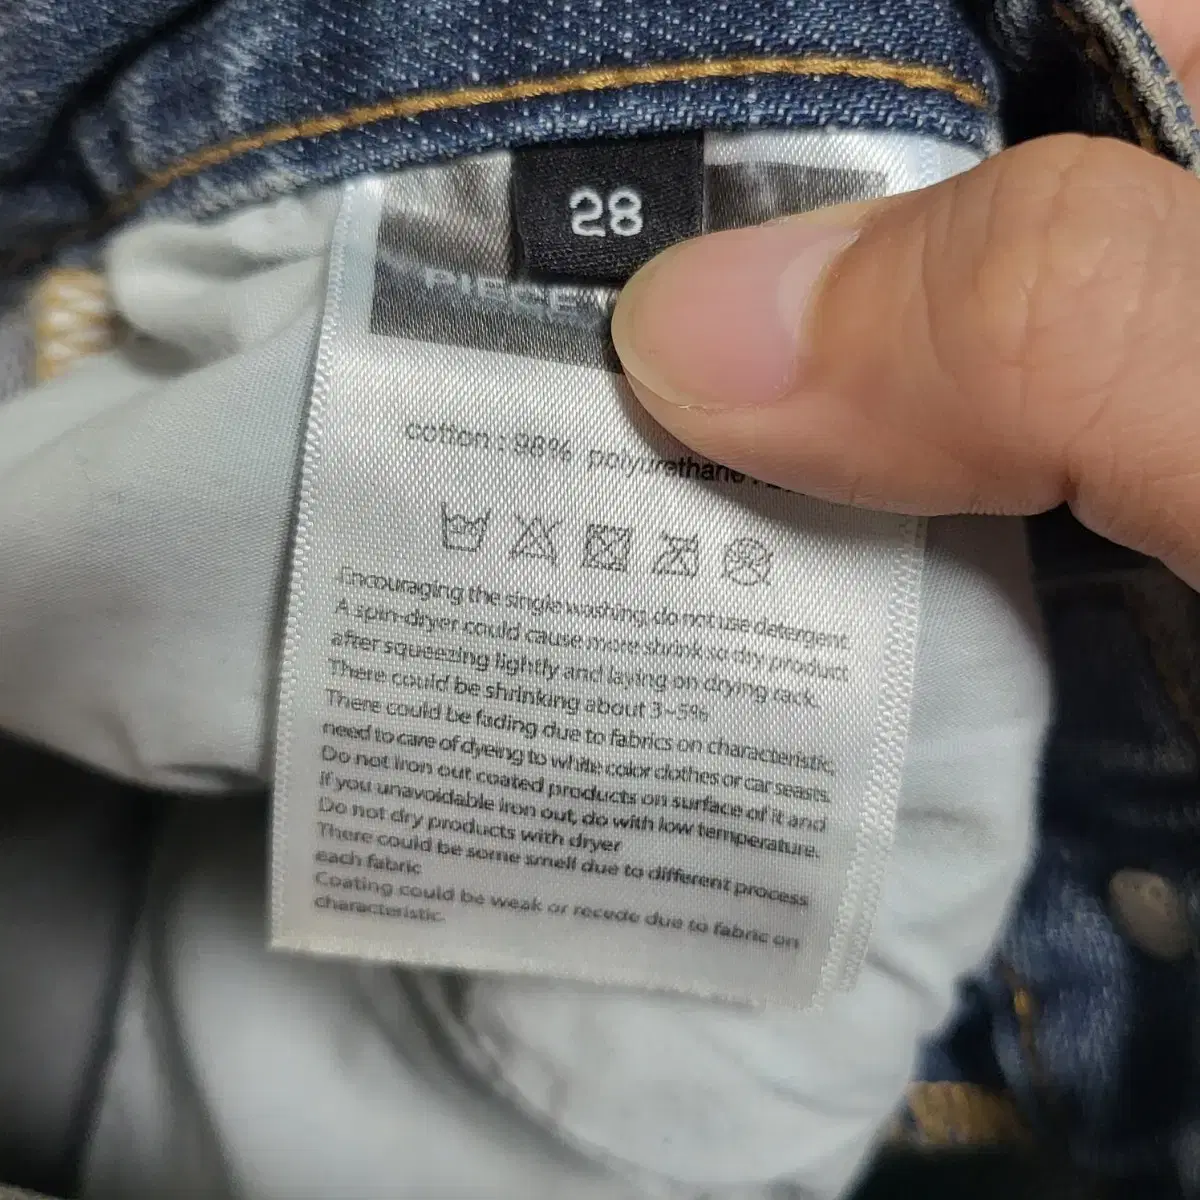 28
PIECE
cotton : 98% polyurethane :
Encouraging the single washing, do not use detergent
A spin-dryer could cause more shrink so dry product
after squeezing lightly and laying on drying rack.
There could be shrinking about 3~5%
There could be fading due to fabrics on characteristic,
need to care of dyeing to white color clothes or car seasts.
Do not Iron out coated products on surface of it and
if you unavoidable Iron out, do with low temperature.
Do not dry products with dryer
There could be some smell due to different process
each fabric
Coating could be weak or recede due to fabric on
characteristic.